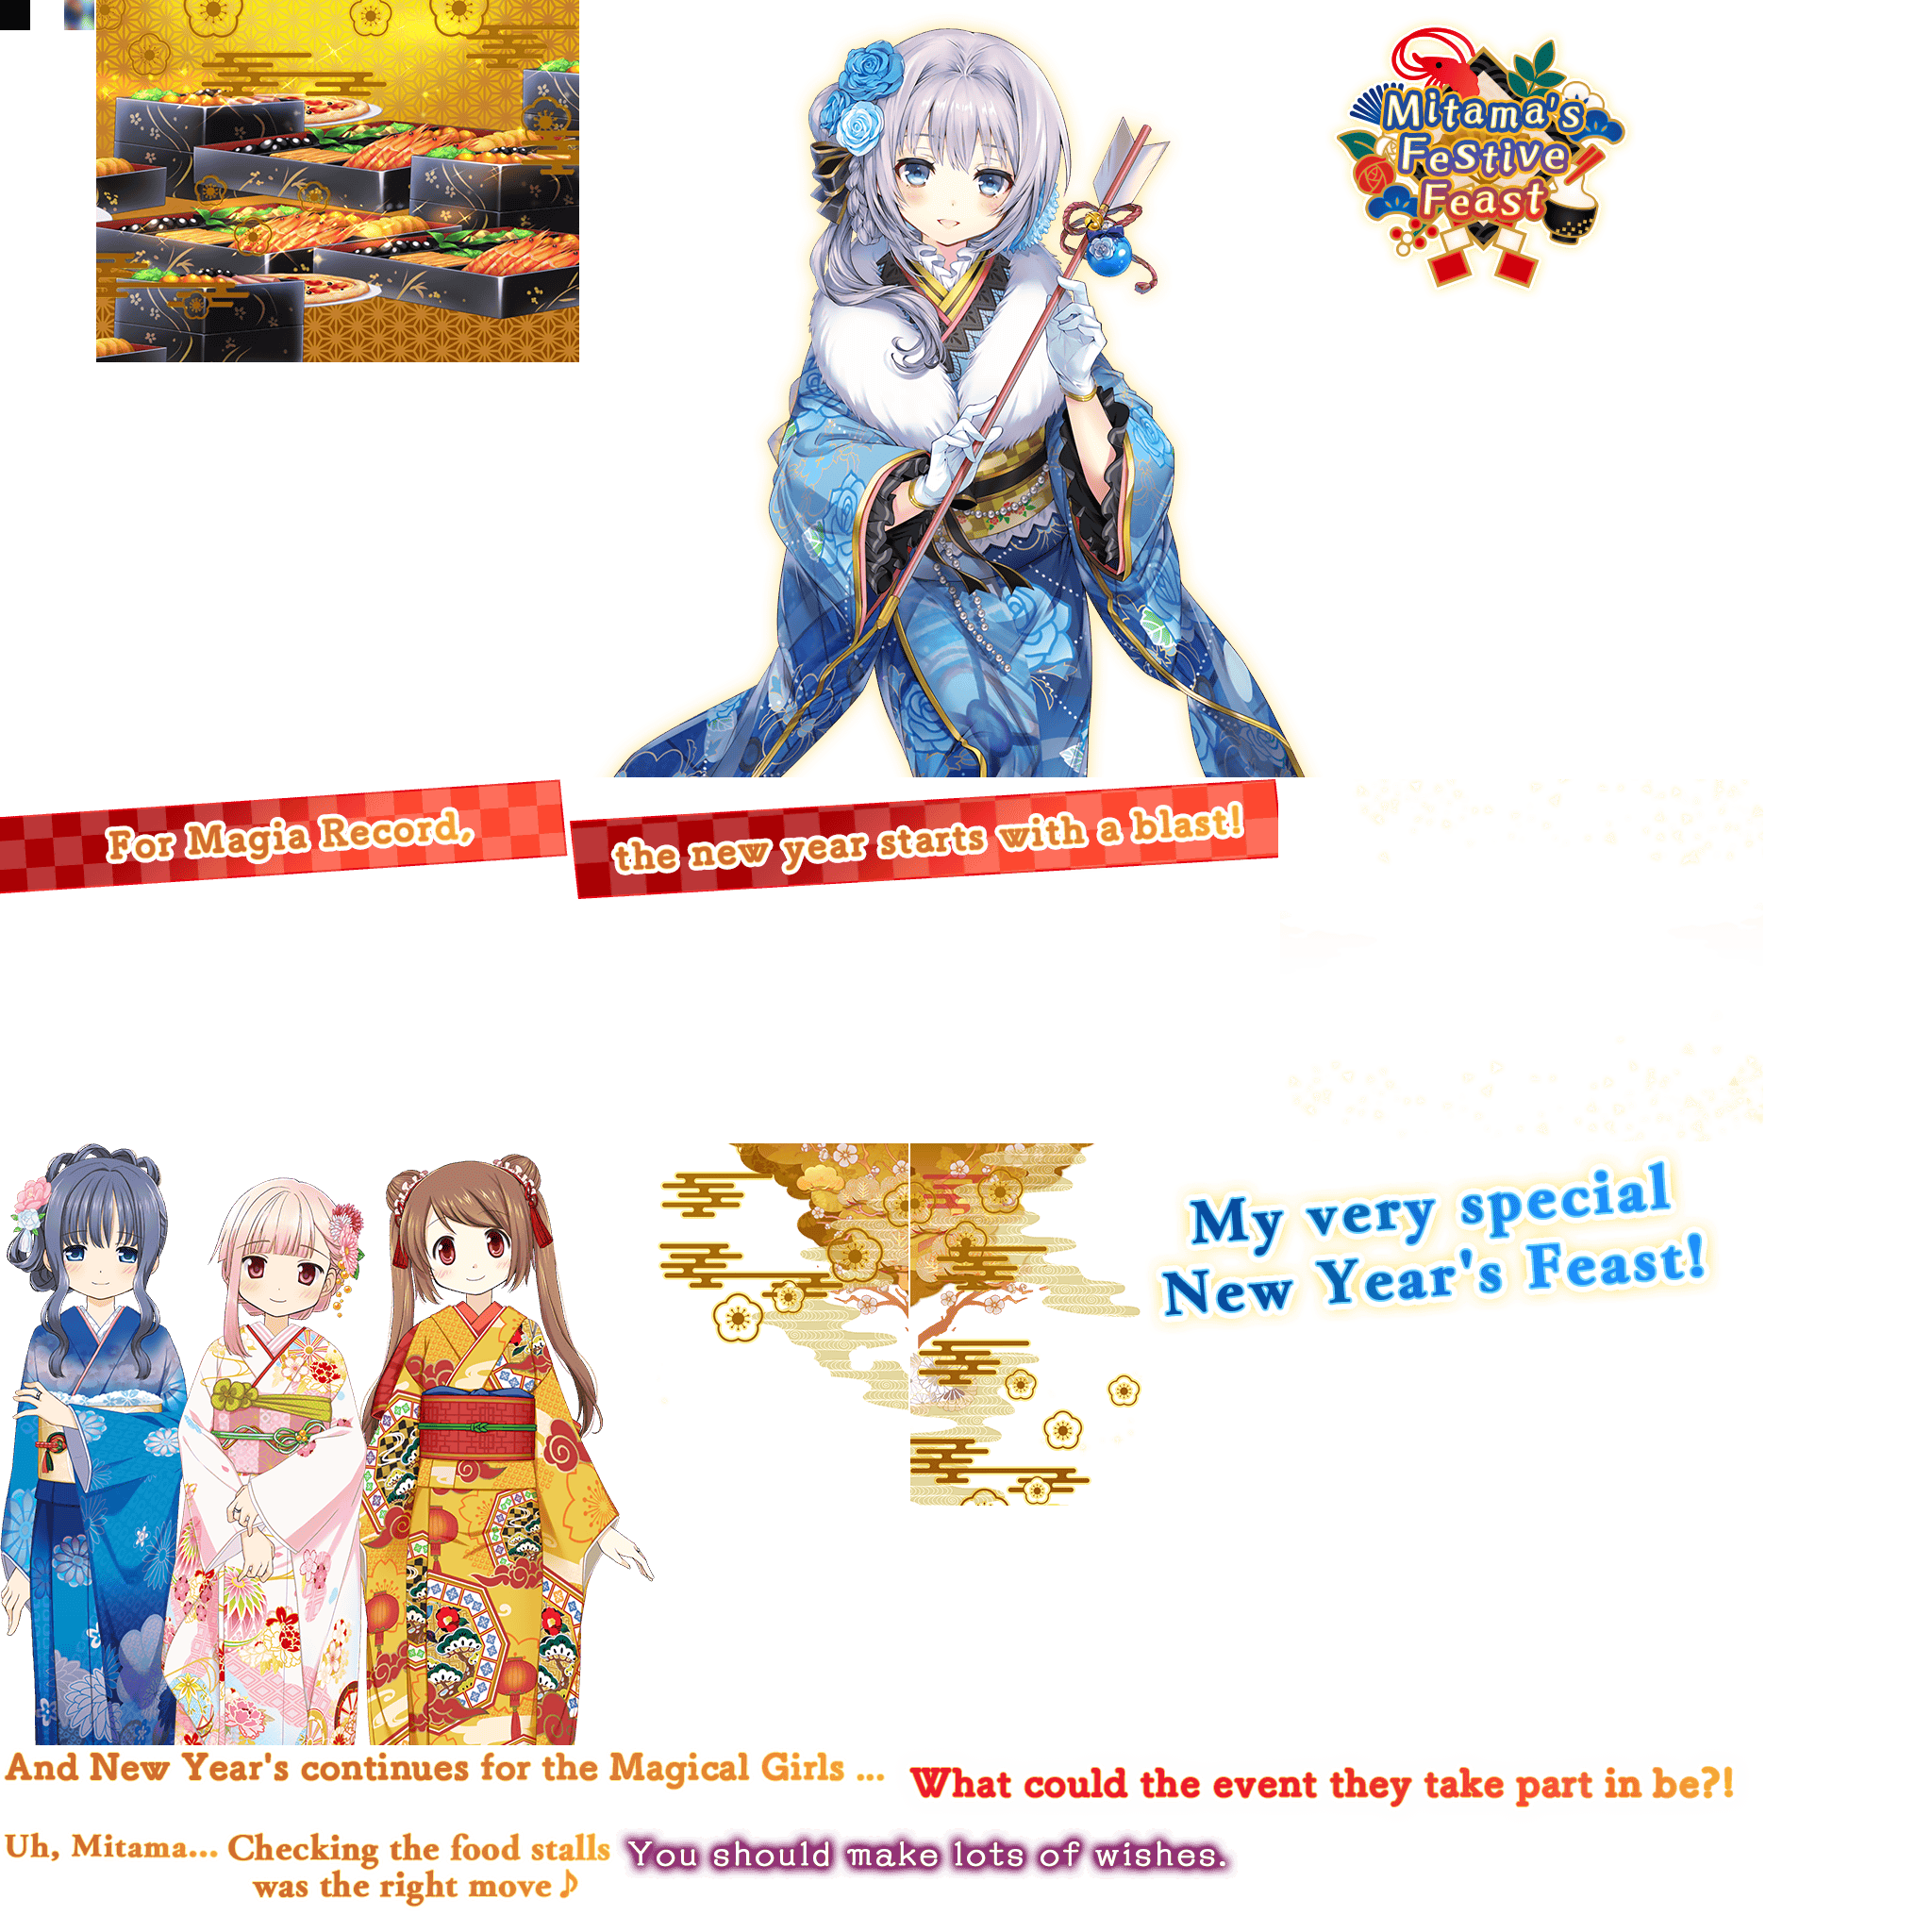 Mitama's
Festive
Feast
For Magia Record,
the new year starts with a blast!
My very special
New Year's Feast!
And New Year's continues for the Magical Girls ...
What could the event they take part in be?!
Uh, Mitama...
Checking the food stalls
was the right move♪
You should make lots of wishes.